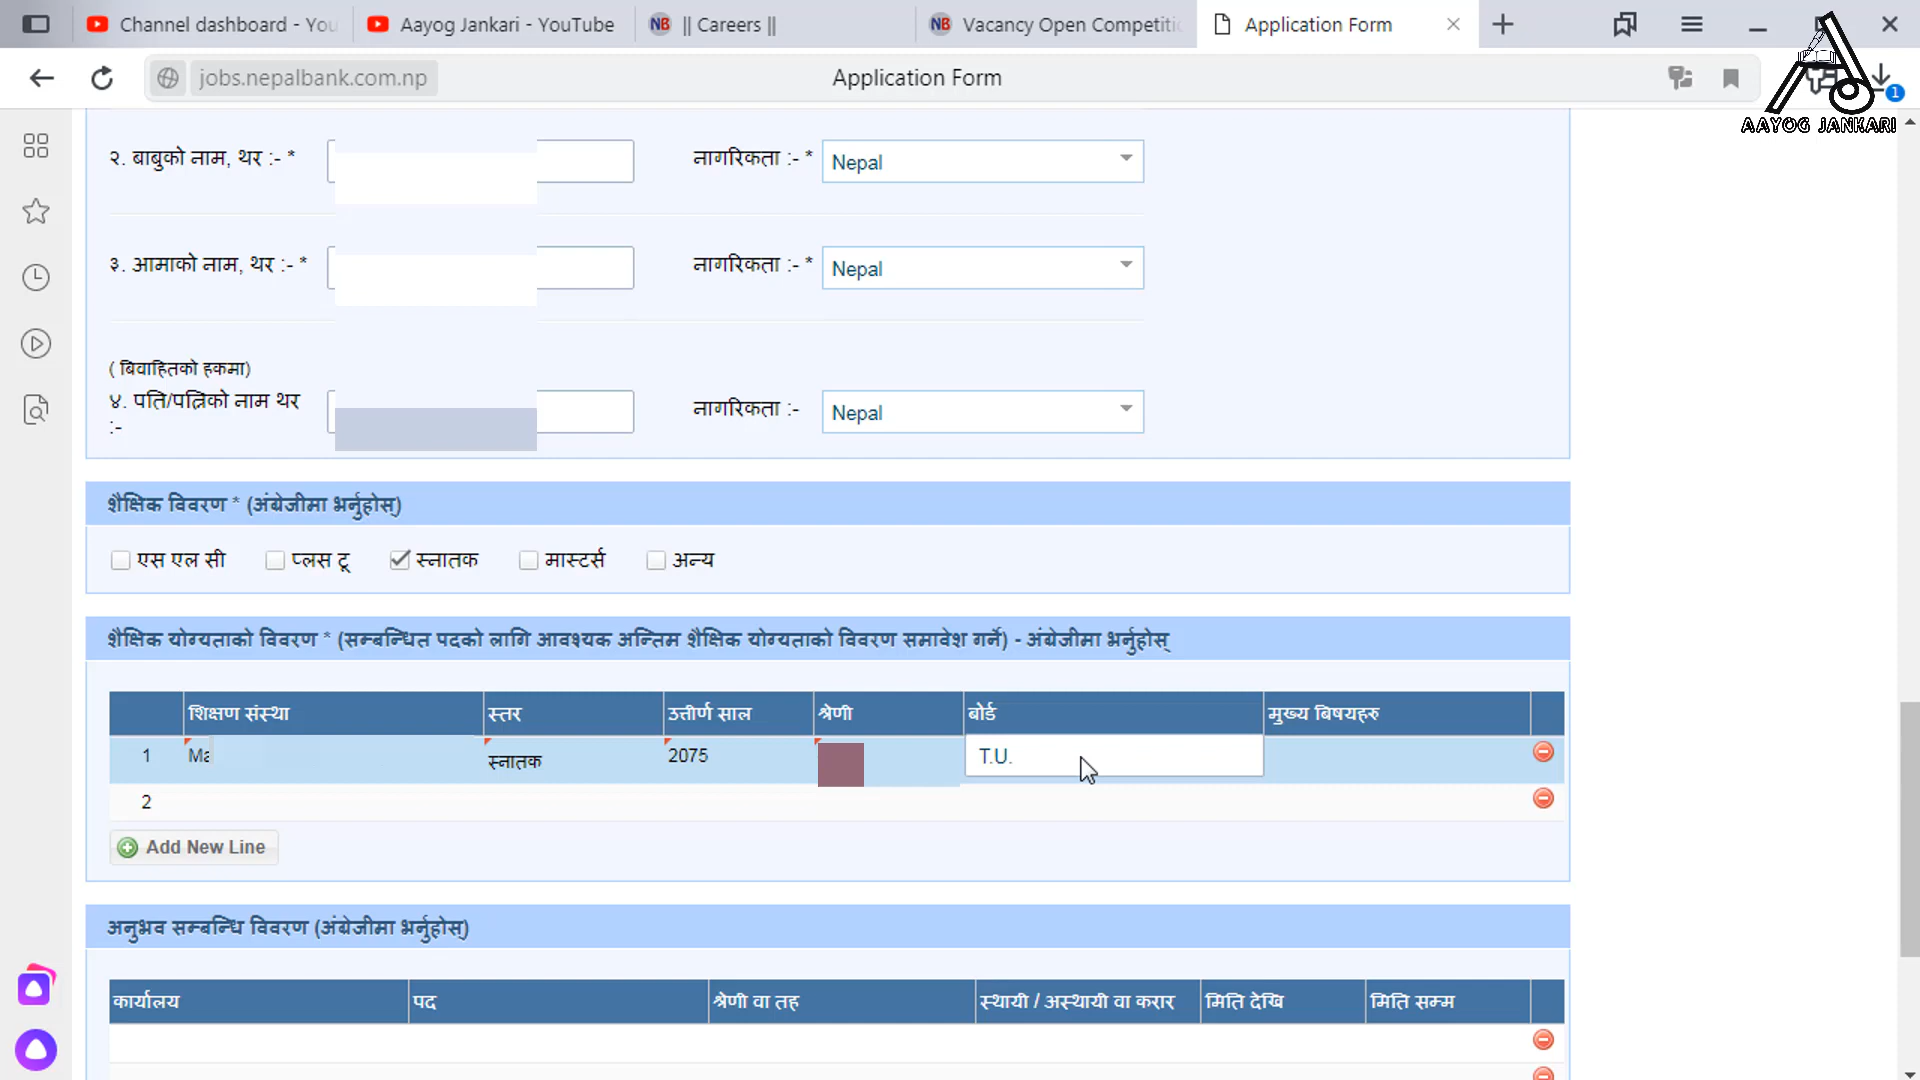 Channel dashboard - You
Aayog Jankari - YouTube
NB || Careers ||
NB Vacancy Open Competiti
Application Form
jobs.nepalbank.com.np
Application Form
1
AAYOG JANKARI
२. बाबुको नाम, थर :- *
नागरिकता :- * Nepal
३. आमाको नाम, थर :- *
नागरिकता :- * Nepal
( बिवाहितको हकमा)
४. पति/पत्निको नाम थर
:-
नागरिकता :- Nepal
शैक्षिक विवरण * (अंग्रेजीमा भर्नुहोस्)
एस एल सी प्लस टू स्नातक मास्टर्स अन्य
शैक्षिक योग्यताको विवरण * (सम्बन्धित पदको लागि आवश्यक अन्तिम शैक्षिक योग्यताको विवरण समावेश गर्ने) - अंग्रेजीमा भर्नुहोस्
शिक्षण संस्था स्तर उत्तीर्ण साल श्रेणी बोर्ड मुख्य बिषयहरु
1 Ma स्नातक 2075 T.U.
2
Add New Line
अनुभव सम्बन्धि विवरण (अंग्रेजीमा भर्नुहोस्)
कार्यालय पद श्रेणी वा तह स्थायी / अस्थायी वा करार मिति देखि मिति सम्म